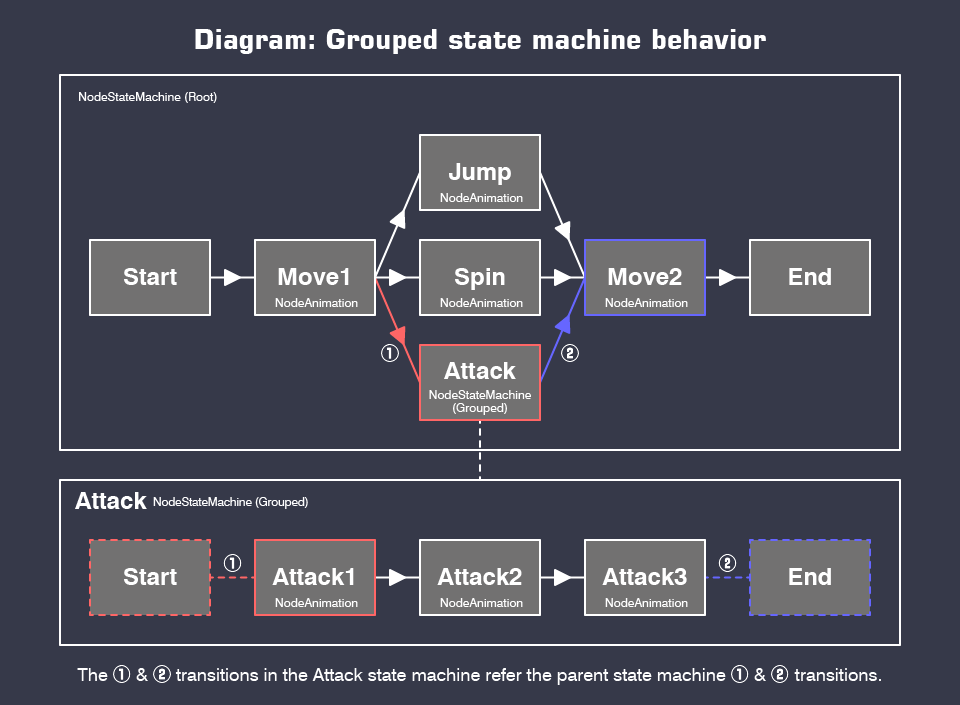 Diagram: Grouped state machine behavior
NodeStateMachine (Root)
Jump
NodeAnimation
Start
Move1
NodeAnimation
Spin
NodeAnimation
Move2
NodeAnimation
End
①
②
Attack
NodeStateMachine
(Grouped)
Attack NodeStateMachine (Grouped)
Start
①
Attack1
NodeAnimation
Attack2
NodeAnimation
Attack3
NodeAnimation
②
End
The ① & ② transitions in the Attack state machine refer the parent state machine ① & ② transitions.